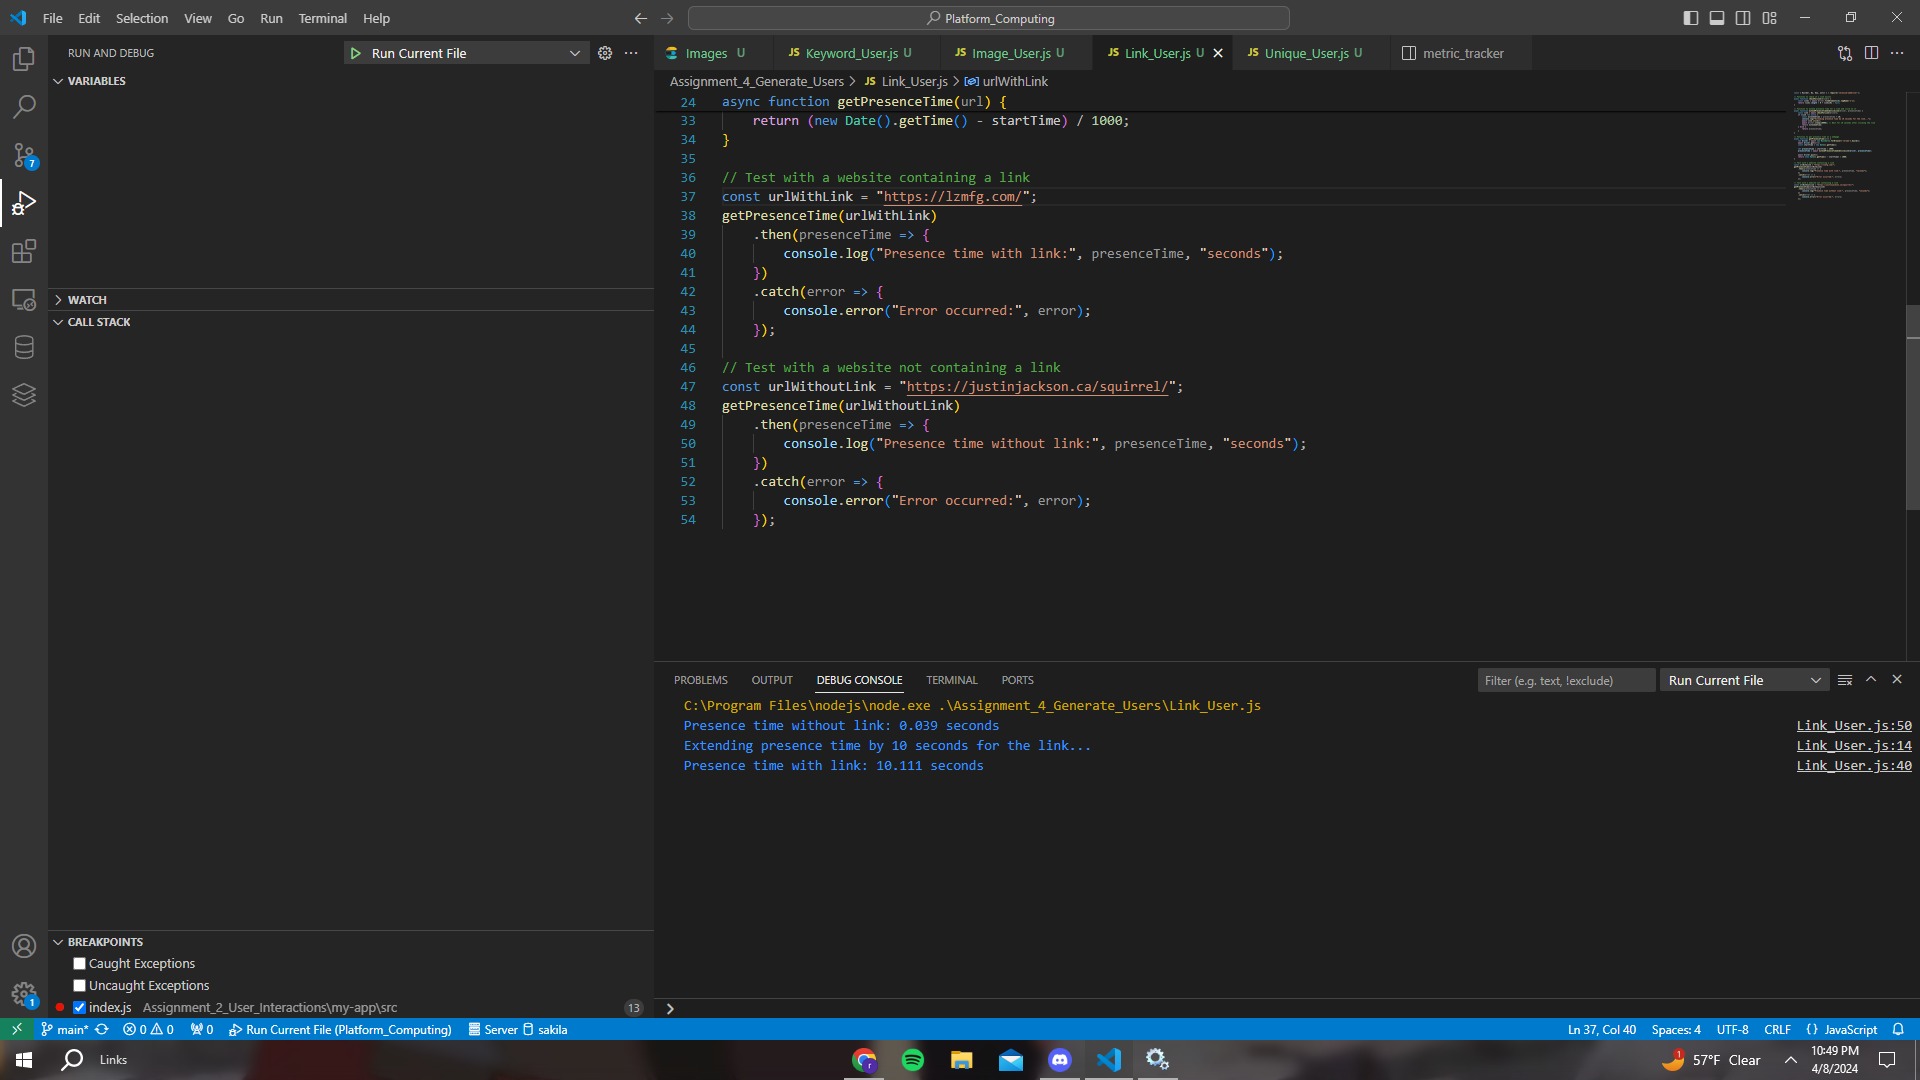 File Edit Selection View Go Run Terminal Help
Platform_Computing
RUN AND DEBUG
Run Current File
VARIABLES
WATCH
CALL STACK
BREAKPOINTS
Caught Exceptions
Uncaught Exceptions
index.js Assignment_2_User_Interactions\my-app\src 13
7
1
Images U JS Keyword_User.js U JS Image_User.js U JS Link_User.js U JS Unique_User.js U metric_tracker
Assignment_4_Generate_Users > JS Link_User.js > urlWithLink
24 async function getPresenceTime(url) {
33 return (new Date().getTime() - startTime) / 1000;
34 }
35
36 // Test with a website containing a link
37 const urlWithLink = "https://lzmfg.com/";
38 getPresenceTime(urlWithLink)
39 .then(presenceTime => {
40 console.log("Presence time with link:", presenceTime, "seconds");
41 })
42 .catch(error => {
43 console.error("Error occurred:", error);
44 });
45
46 // Test with a website not containing a link
47 const urlWithoutLink = "https://justinjackson.ca/squirrel/";
48 getPresenceTime(urlWithoutLink)
49 .then(presenceTime => {
50 console.log("Presence time without link:", presenceTime, "seconds");
51 })
52 .catch(error => {
53 console.error("Error occurred:", error);
54 });
PROBLEMS OUTPUT DEBUG CONSOLE TERMINAL PORTS
Filter (e.g. text, !exclude) Run Current File
C:\Program Files\nodejs\node.exe .\Assignment_4_Generate_Users\Link_User.js
Presence time without link: 0.039 seconds Link_User.js:50
Extending presence time by 10 seconds for the link... Link_User.js:14
Presence time with link: 10.111 seconds Link_User.js:40
main* 0 0 0 Run Current File (Platform_Computing) Server sakila
Ln 37, Col 40 Spaces: 4 UTF-8 CRLF {} JavaScript
Links
1 57°F Clear
10:49 PM
4/8/2024